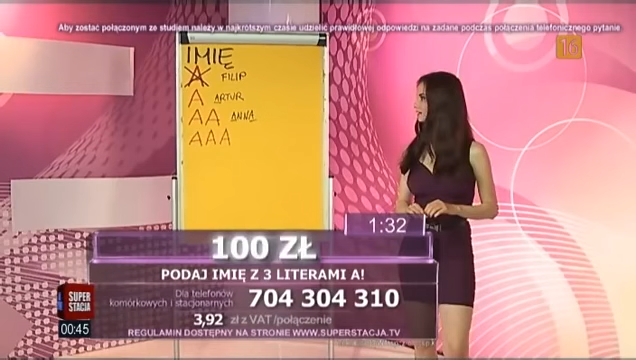 Aby zostać połączonym ze studiem należy w najkrótszym czasie udzielić prawidłowej odpowiedzi na zadane podczas połączenia telefonicznego pytanie
16
IMIĘ
A FILIP
A ARTUR
AA ANNA
AAA
1:32
100 ZŁ
PODAJ IMIĘ Z 3 LITERAMI A!
Dla telefonów
komórkowych i stacjonarnych 704 304 310
3,92 zł z VAT/połączenie
REGULAMIN DOSTĘPNY NA STRONIE WWW.SUPERSTACJA.TV
SUPER
STACJA
00:45